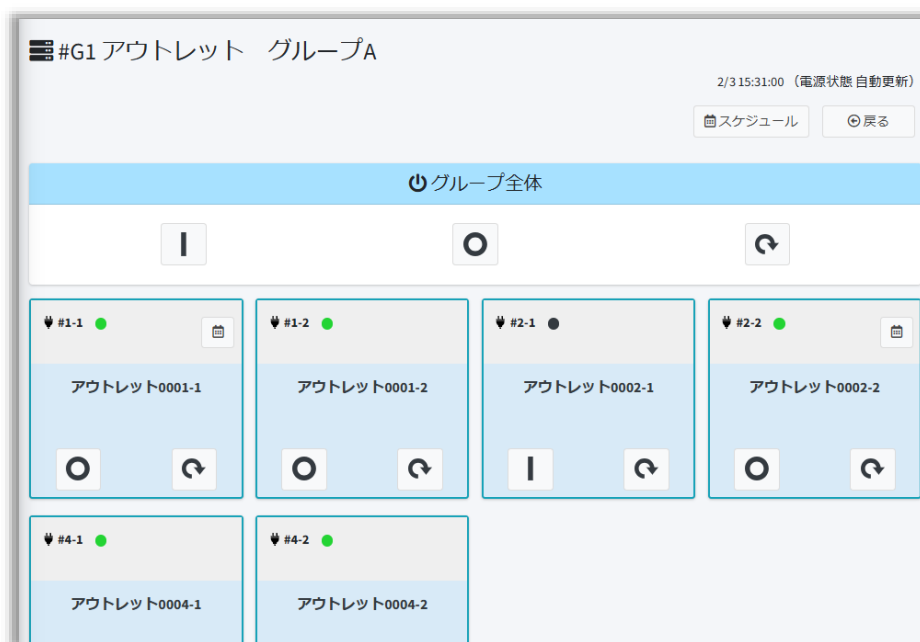 #G1 アウトレット　グループA
2/3 15:31:00 （電源状態 自動更新）
スケジュール 戻る
グループ全体
#1-1 #1-2 #2-1 #2-2
アウトレット0001-1 アウトレット0001-2 アウトレット0002-1 アウトレット0002-2
#4-1 #4-2
アウトレット0004-1 アウトレット0004-2